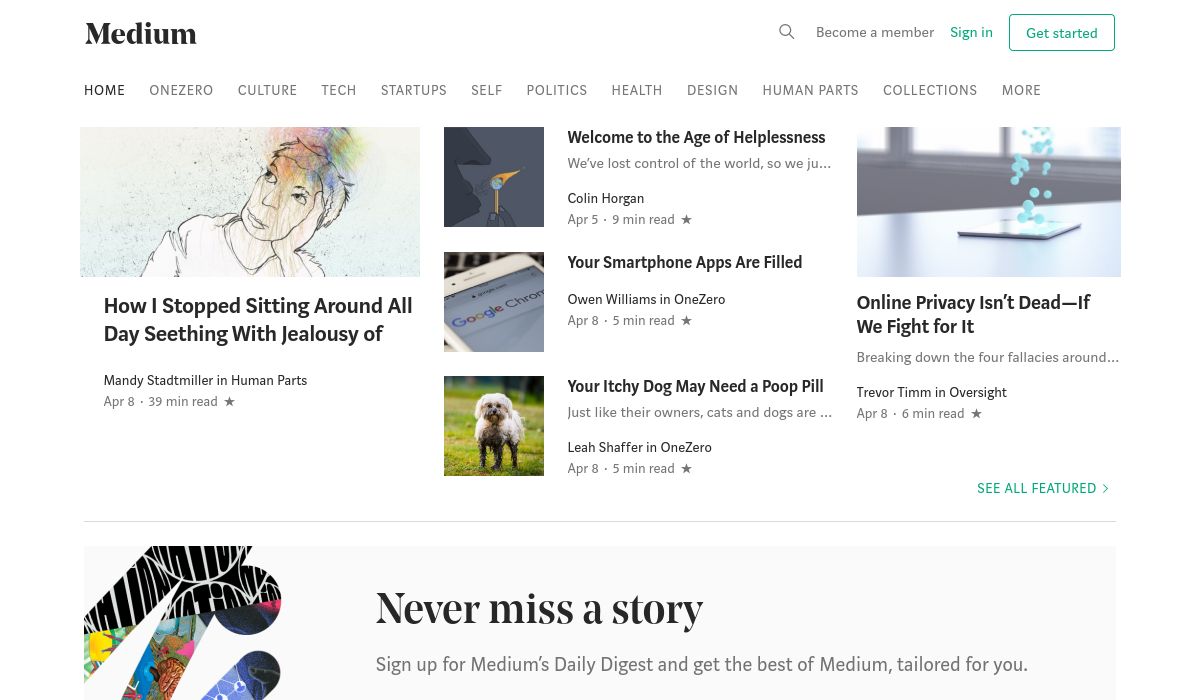 Medium
Become a member
Sign in
Get started
HOME
ONEZERO
CULTURE
TECH
STARTUPS
SELF
POLITICS
HEALTH
DESIGN
HUMAN PARTS
COLLECTIONS
MORE
How I Stopped Sitting Around All
Day Seething With Jealousy of
Mandy Stadtmiller in Human Parts
Apr 8 · 39 min read ★
Welcome to the Age of Helplessness
We’ve lost control of the world, so we ju…
Colin Horgan
Apr 5 · 9 min read ★
google.com
Google Chrom
Your Smartphone Apps Are Filled
Owen Williams in OneZero
Apr 8 · 5 min read ★
Your Itchy Dog May Need a Poop Pill
Just like their owners, cats and dogs are …
Leah Shaffer in OneZero
Apr 8 · 5 min read ★
Online Privacy Isn’t Dead—If
We Fight for It
Breaking down the four fallacies around…
Trevor Timm in Oversight
Apr 8 · 6 min read ★
SEE ALL FEATURED
Never miss a story
Sign up for Medium’s Daily Digest and get the best of Medium, tailored for you.